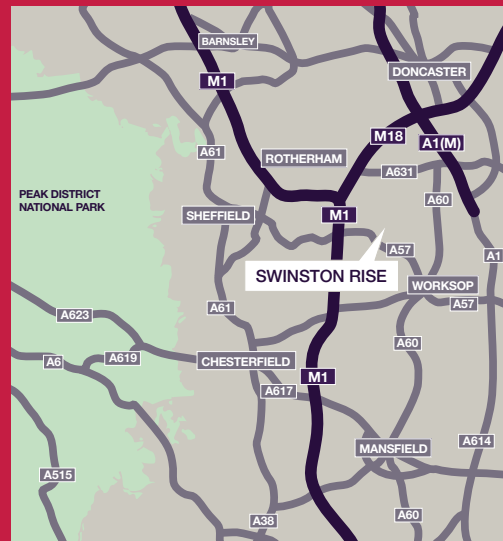 BARNSLEY
M1
DONCASTER
M18
A1(M)
A61
ROTHERHAM
A631
PEAK DISTRICT
NATIONAL PARK
A60
SHEFFIELD
M1
A57
A1
SWINSTON RISE
WORKSOP
A57
A61
A623
A60
A6
A619
CHESTERFIELD
M1
A617
A614
MANSFIELD
A515
A38
A60